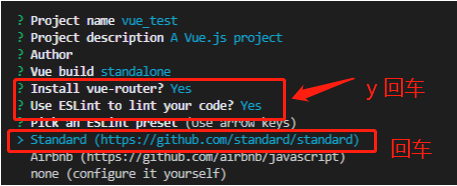 ? Project name vue_test
? Project description A Vue.js project
? Author
? Vue build standalone
? Install vue-router? Yes
? Use ESLint to lint your code? Yes
y 回车
? Pick an ESLint preset (Use arrow keys)
> Standard (https://github.com/standard/standard)
回车
Airbnb (https://github.com/airbnb/javascript)
none (configure it yourself)